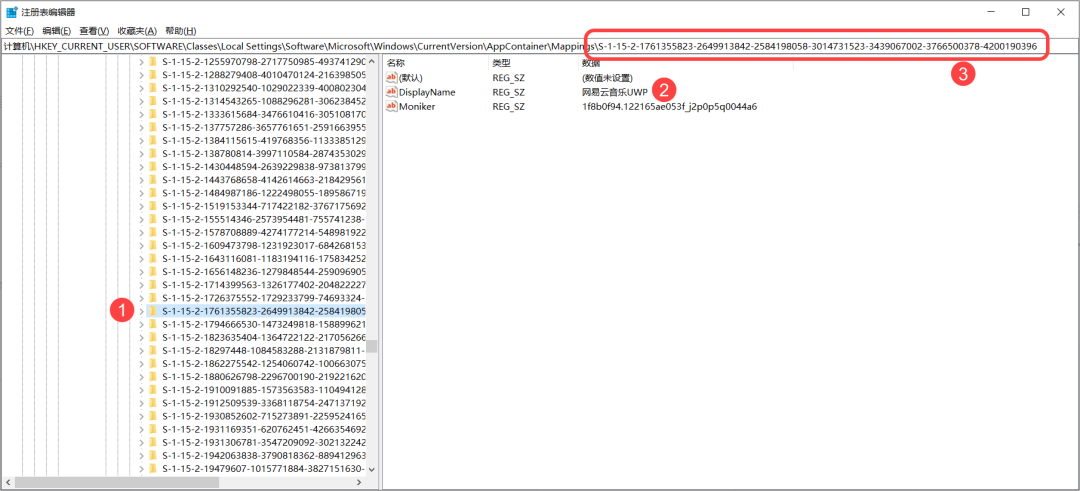 注册表编辑器
文件(F) 编辑(E) 查看(V) 收藏夹(A) 帮助(H)
计算机\HKEY_CURRENT_USER\SOFTWARE\Classes\Local Settings\Software\Microsoft\Windows\CurrentVersion\AppContainer\Mappings\S-1-15-2-1761355823-2649913842-2584198058-3014731523-3439067002-3766500378-4200190396
3
S-1-15-2-1255970798-2717750985-493741290
S-1-15-2-1288279408-4010470124-216398505
S-1-15-2-1310292540-1029022339-400802304
S-1-15-2-1314543265-1088296281-306238452
S-1-15-2-1333615684-3476610416-305108170
S-1-15-2-137757286-3657761651-2591663955
S-1-15-2-1384115615-419768356-1133385129
S-1-15-2-138780814-3997110584-2874353029
S-1-15-2-1430448594-2639229838-973813799
S-1-15-2-1443768658-4142614663-218429561
S-1-15-2-1484987186-1222498055-189586719
S-1-15-2-1519153344-717422182-3767175692
S-1-15-2-155514346-2573954481-755741238-
S-1-15-2-1578708889-4274177214-548981922
S-1-15-2-1609473798-1231923017-684268153
S-1-15-2-1643116081-1183194116-175834252
S-1-15-2-1656148236-1279848544-259096905
S-1-15-2-1714399563-1326177402-204822227
S-1-15-2-1726375552-1729233799-74693324-
1
S-1-15-2-1761355823-2649913842-258419805
S-1-15-2-1794666530-1473249818-158899621
S-1-15-2-1823635404-1364722122-217056266
S-1-15-2-18297448-1084583288-2131879811-
S-1-15-2-1862275542-1254060742-100663075
S-1-15-2-1880626798-2296700190-219221620
S-1-15-2-1910091885-1573563583-110494128
S-1-15-2-1912509539-3368118754-247137192
S-1-15-2-1930852602-715273891-2259524165
S-1-15-2-1931169351-620762451-4266354692
S-1-15-2-1931306781-3547209092-302132242
S-1-15-2-1942063838-3790818362-889412963
S-1-15-2-19479607-1015771884-3827151630-
名称 类型 数据
(默认) REG_SZ (数值未设置)
DisplayName REG_SZ 网易云音乐UWP 2
Moniker REG_SZ 1f8b0f94.122165ae053f_j2p0p5q0044a6